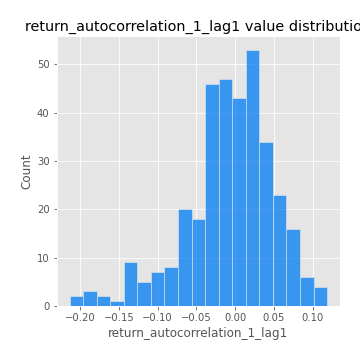 return_autocorrelation_1_lag1 value distributio
50
40
30
20
10
0
Count
−0.20 −0.15 −0.10 −0.05 0.00 0.05 0.10
return_autocorrelation_1_lag1